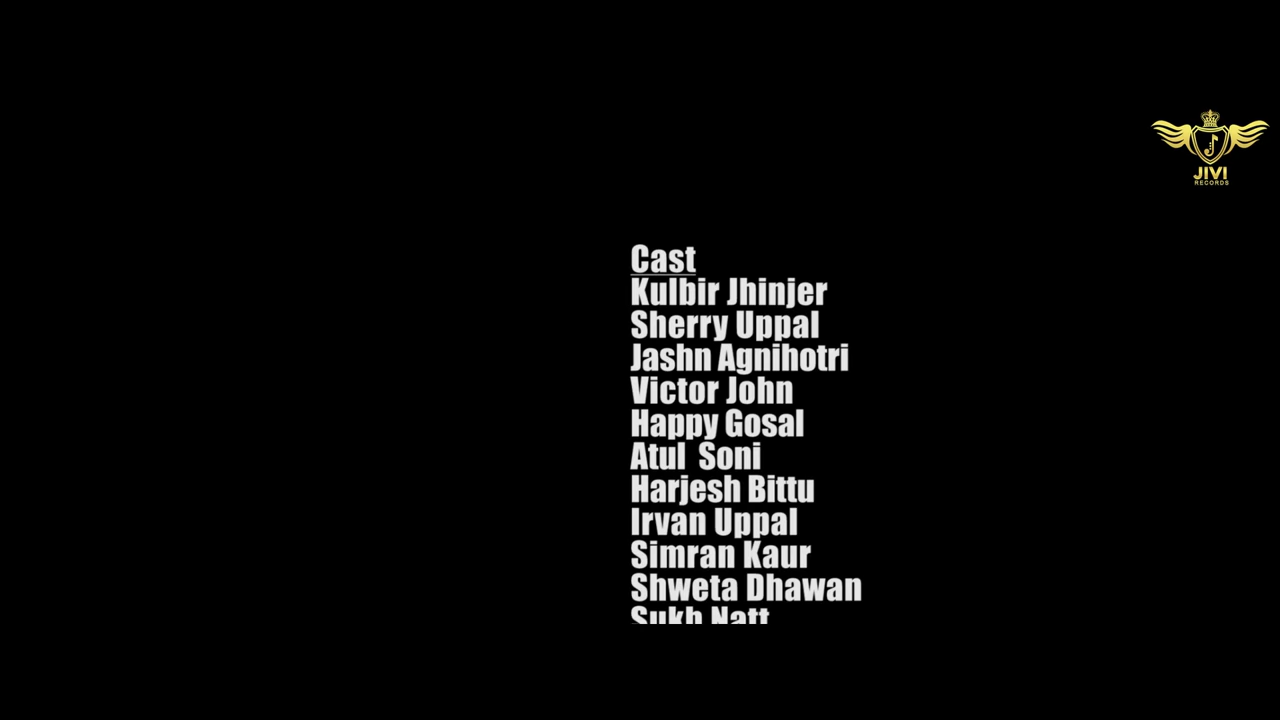 JIVI
RECORDS
Cast
Kulbir Jhinjer
Sherry Uppal
Jashn Agnihotri
Victor John
Happy Gosal
Atul  Soni
Harjesh Bittu
Irvan Uppal
Simran Kaur
Shweta Dhawan
Sukh Natt